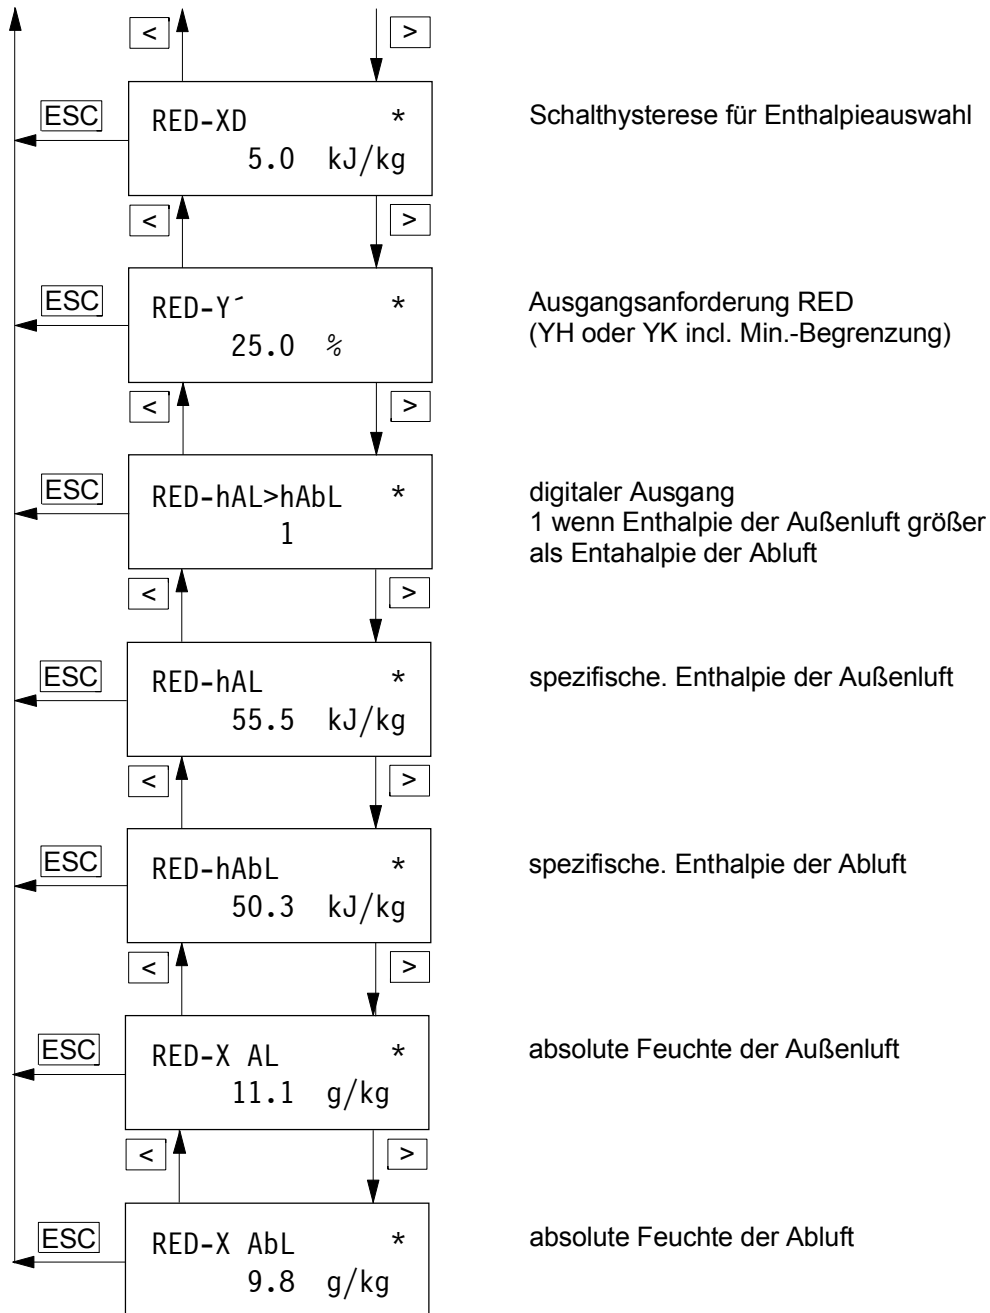 < >
ESC
RED-XD *
5.0 kJ/kg
Schalthysterese für Enthalpieauswahl
< >
ESC
RED-Y´ *
25.0 %
Ausgangsanforderung RED
(YH oder YK incl. Min.-Begrenzung)
< >
ESC
RED-hAL>hAbL *
1
digitaler Ausgang
1 wenn Enthalpie der Außenluft größer
als Entahalpie der Abluft
< >
ESC
RED-hAL *
55.5 kJ/kg
spezifische. Enthalpie der Außenluft
< >
ESC
RED-hAbL *
50.3 kJ/kg
spezifische. Enthalpie der Abluft
< >
ESC
RED-X AL *
11.1 g/kg
absolute Feuchte der Außenluft
< >
ESC
RED-X AbL *
9.8 g/kg
absolute Feuchte der Abluft